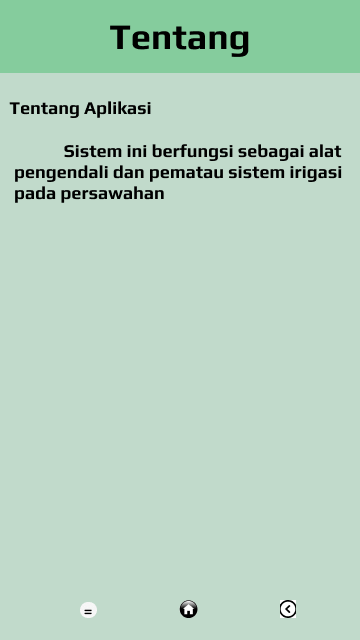 Tentang
Tentang Aplikasi
Sistem ini berfungsi sebagai alat
pengendali dan pematau sistem irigasi
pada persawahan